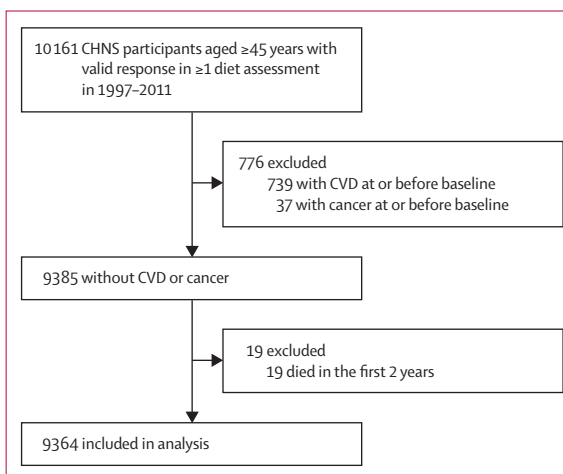 10 161 CHNS participants aged ≥45 years with
valid response in ≥1 diet assessment
in 1997–2011
776 excluded
739 with CVD at or before baseline
37 with cancer at or before baseline
9385 without CVD or cancer
19 excluded
19 died in the first 2 years
9364 included in analysis